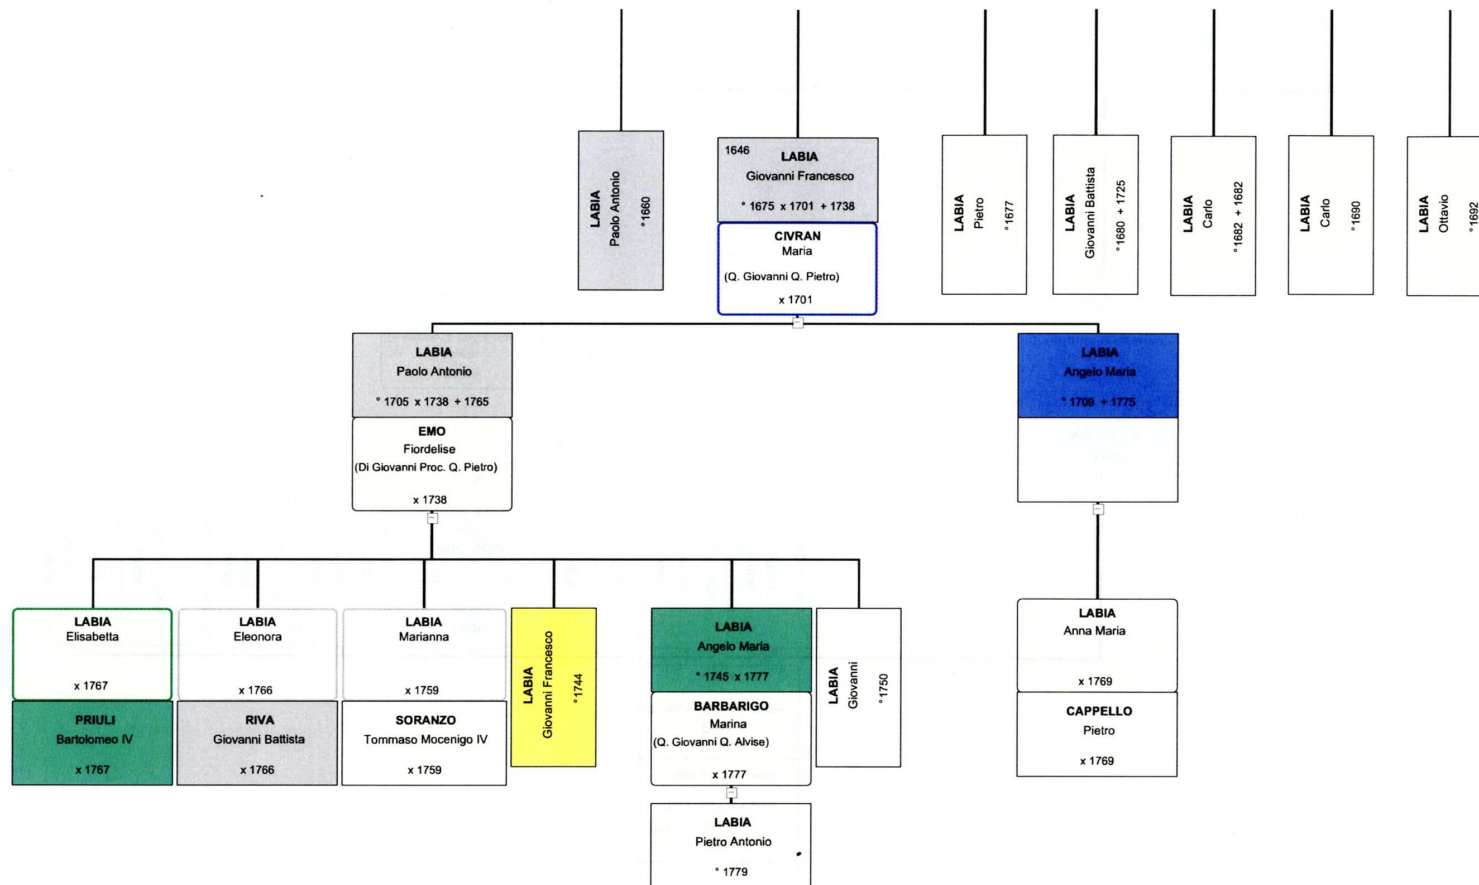 LABIA
Paolo Antonio
°1660
1646
LABIA
Giovanni Francesco
° 1675 x 1701 + 1738
CIVRAN
Maria
(Q. Giovanni Q. Pietro)
x 1701
LABIA
Pietro
°1677
LABIA
Giovanni Battista
°1680 + 1725
LABIA
Carlo
°1682 + 1682
LABIA
Carlo
°1690
LABIA
Ottavio
°1692
LABIA
Paolo Antonio
° 1705 x 1738 + 1765
EMO
Fiordelise
(Di Giovanni Proc. Q. Pietro)
x 1738
LABIA
Angelo Maria
° 1709 + 1775
LABIA
Elisabetta
x 1767
PRIULI
Bartolomeo IV
x 1767
LABIA
Eleonora
x 1766
RIVA
Giovanni Battista
x 1766
LABIA
Marianna
x 1759
SORANZO
Tommaso Mocenigo IV
x 1759
LABIA
Giovanni Francesco
°1744
LABIA
Angelo Maria
° 1745 x 1777
BARBARIGO
Marina
(Q. Giovanni Q. Alvise)
x 1777
LABIA
Pietro Antonio
° 1779
LABIA
Giovanni
°1750
LABIA
Anna Maria
x 1769
CAPPELLO
Pietro
x 1769